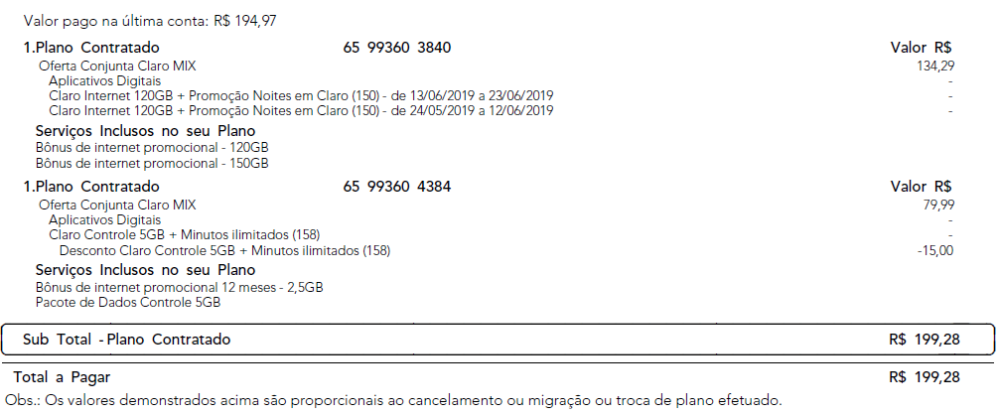 Valor pago na última conta: R$ 194,97
1.Plano Contratado 65 99360 3840 Valor R$
Oferta Conjunta Claro MIX 134,29
Aplicativos Digitais -
Claro Internet 120GB + Promoção Noites em Claro (150) - de 13/06/2019 a 23/06/2019 -
Claro Internet 120GB + Promoção Noites em Claro (150) - de 24/05/2019 a 12/06/2019 -
Serviços Inclusos no seu Plano
Bônus de internet promocional - 120GB
Bônus de internet promocional - 150GB
1.Plano Contratado 65 99360 4384 Valor R$
Oferta Conjunta Claro MIX 79,99
Aplicativos Digitais -
Claro Controle 5GB + Minutos ilimitados (158) -
Desconto Claro Controle 5GB + Minutos ilimitados (158) -15,00
Serviços Inclusos no seu Plano
Bônus de internet promocional 12 meses - 2,5GB
Pacote de Dados Controle 5GB
Sub Total - Plano Contratado R$ 199,28
Total a Pagar R$ 199,28
Obs.: Os valores demonstrados acima são proporcionais ao cancelamento ou migração ou troca de plano efetuado.